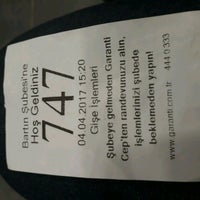 Bartın Şubesi'ne
Hoş Geldiniz
747
04.04.2017 15:20
Gişe İşlemleri
Şubeye gelmeden Garanti
Cep'ten randevunuzu alın,
işlemlerinizi şubede
beklemeden yapın!
www.garanti.com.tr 444 0 333